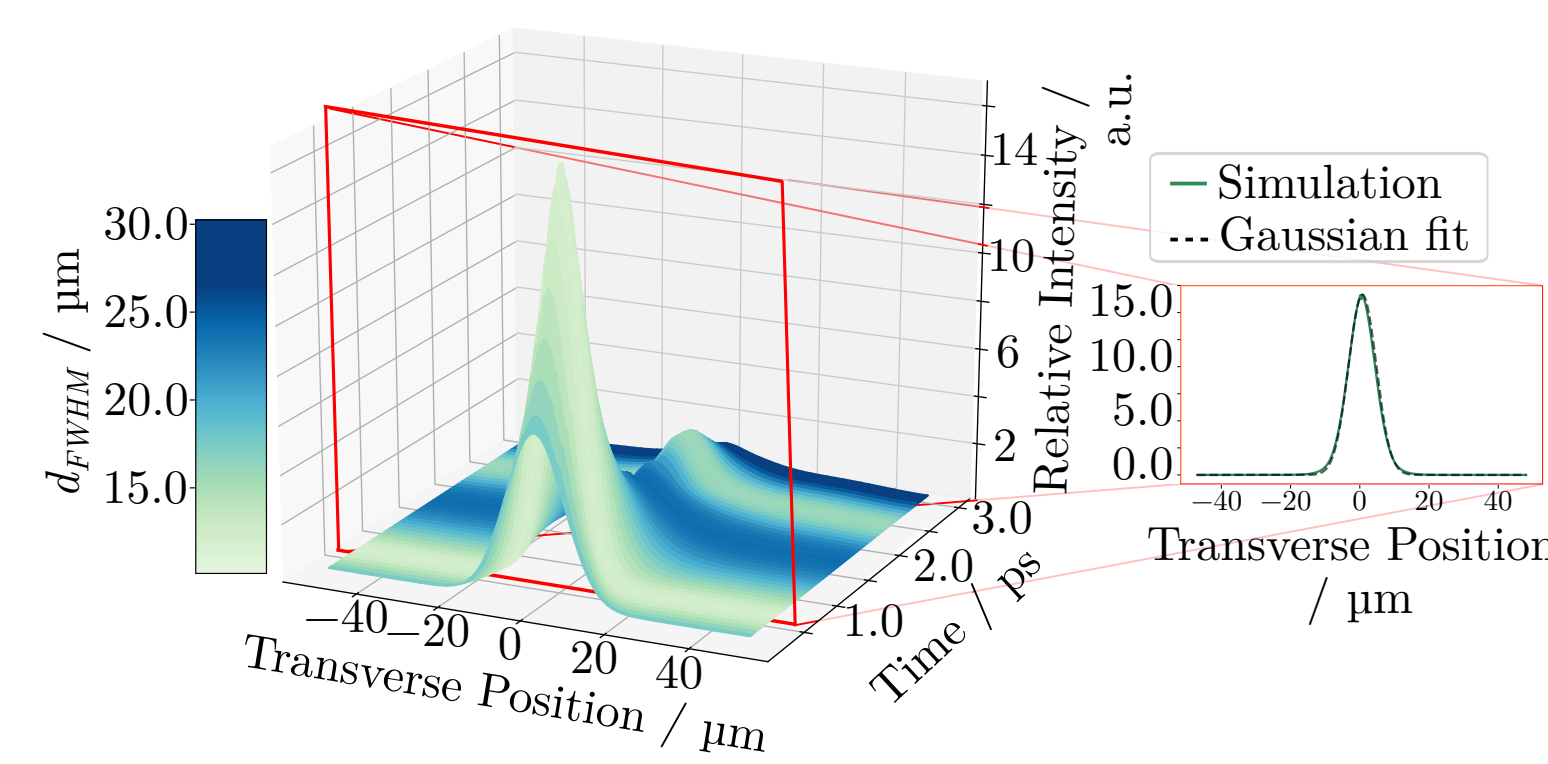 30.0
25.0
20.0
15.0
d_FWHM / µm
−40
−20
0
20
40
Transverse Position / µm
1.0
2.0
3.0
Time / ps
14
10
6
2
Relative Intensity /
a.u.
Simulation
Gaussian fit
15.0
10.0
5.0
0.0
−40
−20
0
20
40
Transverse Position
/ µm